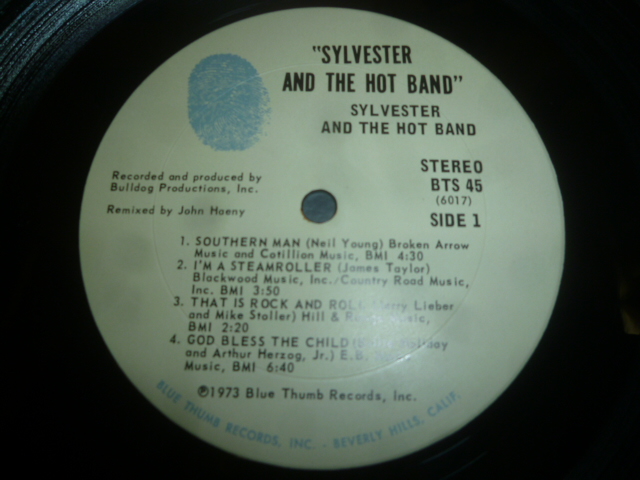 "SYLVESTER
AND THE HOT BAND"
SYLVESTER
AND THE HOT BAND
STEREO
BTS 45
(6017)
SIDE 1
Recorded and produced by
Bulldog Productions, Inc.
Remixed by John Haeny
1. SOUTHERN MAN (Neil Young) Broken Arrow
Music and Cotillion Music, BMI 4:30
2. I'M A STEAMROLLER (James Taylor)
Blackwood Music, Inc./Country Road Music,
Inc. BMI 3:50
3. THAT IS ROCK AND ROLL Lieber
and Mike Stoller) Hill & Music,
BMI 2:20
4. GOD BLESS THE CHILD
and Arthur Herzog, Jr.) E.B.
Music, BMI 6:40
℗1973 Blue Thumb Records, Inc.
BLUE THUMB RECORDS, INC. - BEVERLY HILLS, CALIF.